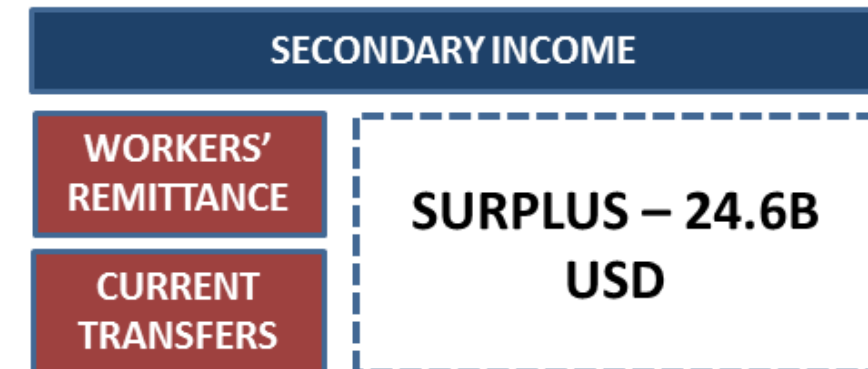 SECONDARY INCOME
WORKERS’
REMITTANCE
SURPLUS – 24.6B
USD
CURRENT
TRANSFERS